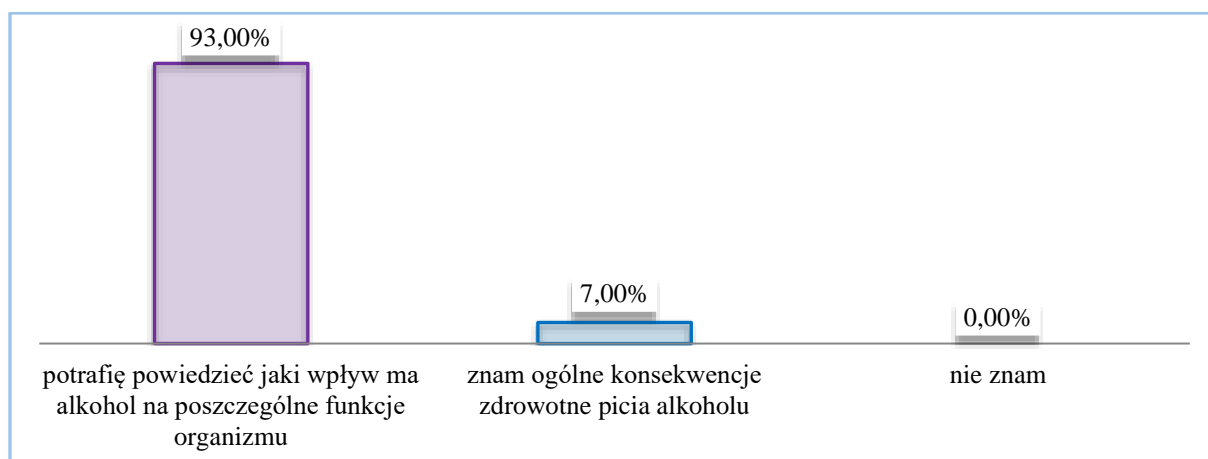 93,00%
7,00%
0,00%
potrafię powiedzieć jaki wpływ ma
alkohol na poszczególne funkcje
organizmu
znam ogólne konsekwencje
zdrowotne picia alkoholu
nie znam